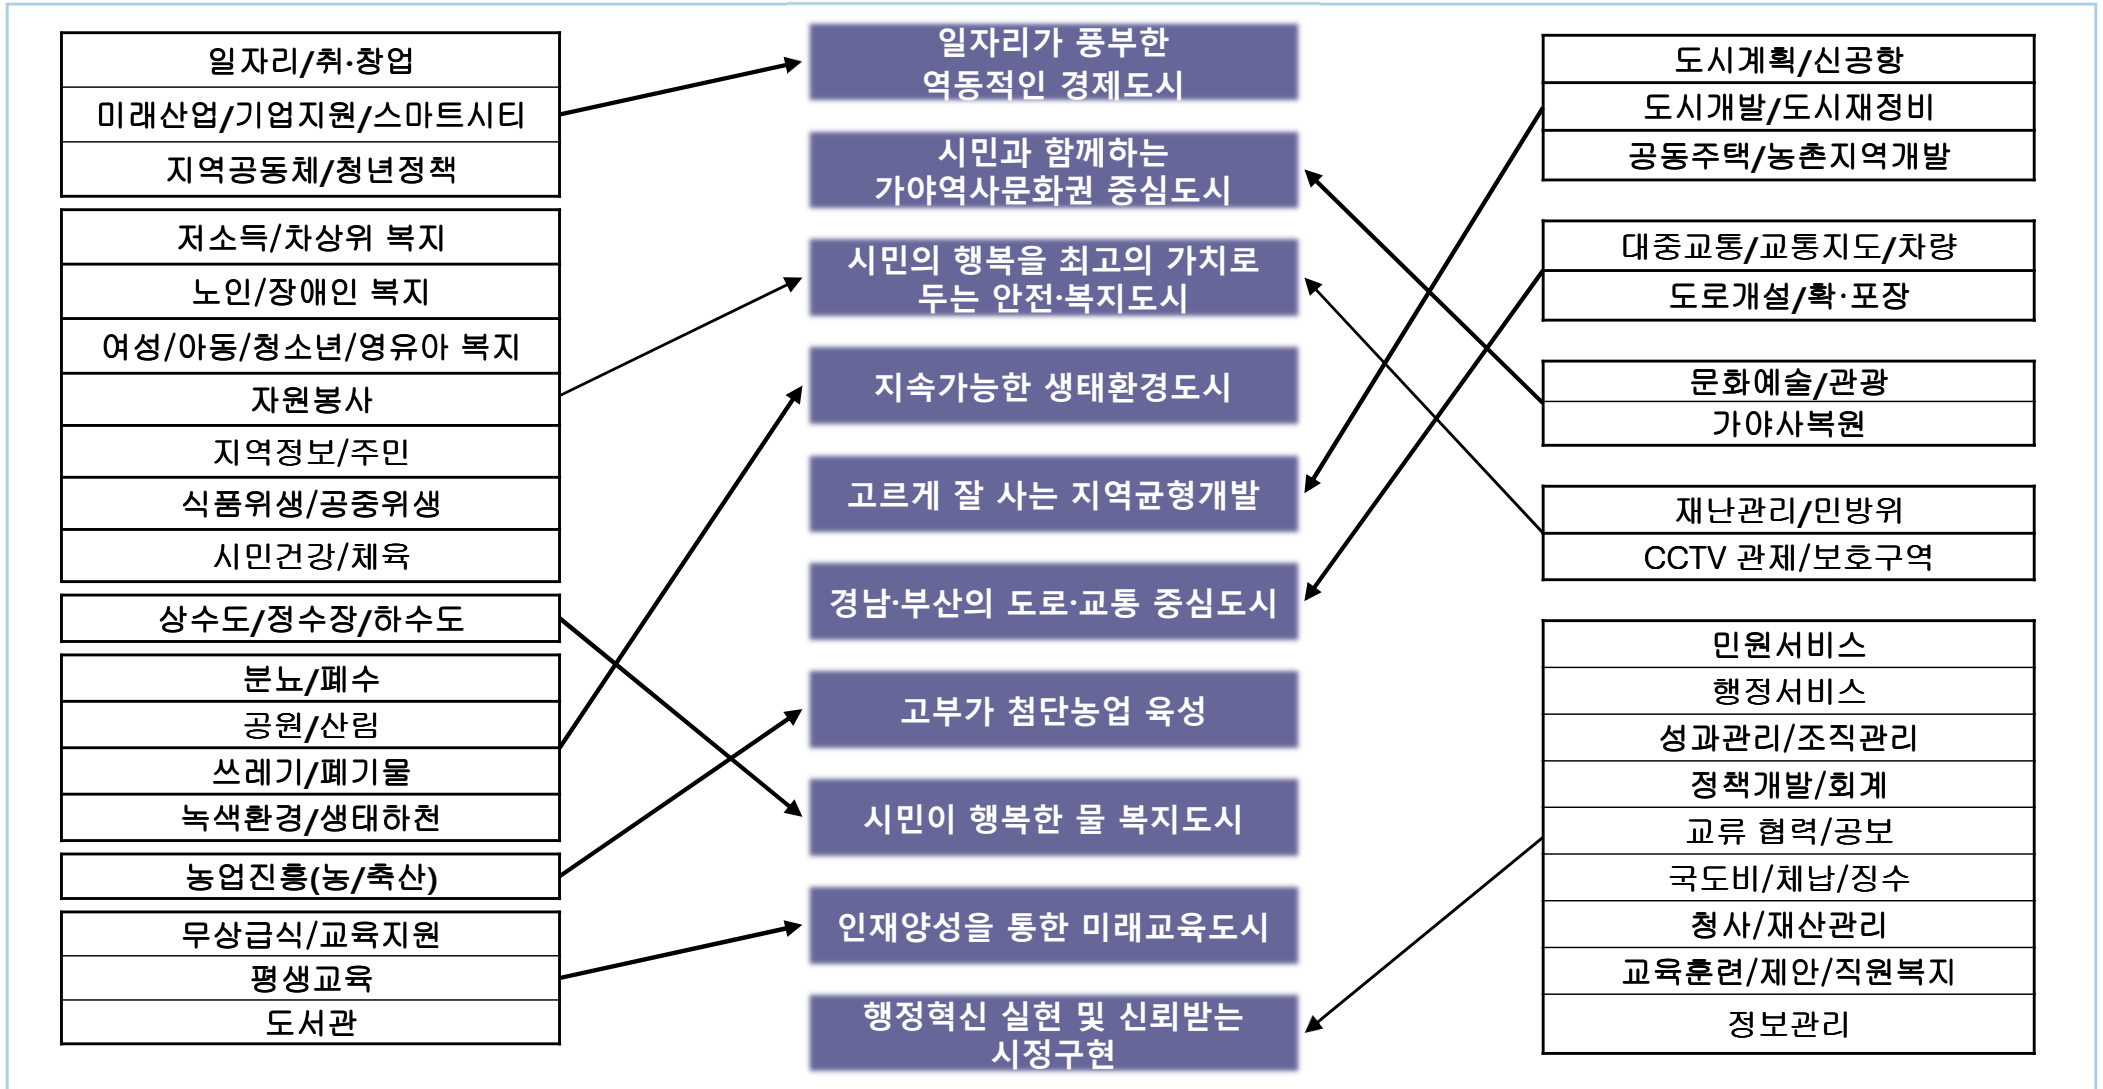 일자리/취·창업
미래산업/기업지원/스마트시티
지역공동체/청년정책
저소득/차상위 복지
노인/장애인 복지
여성/아동/청소년/영유아 복지
자원봉사
지역정보/주민
식품위생/공중위생
시민건강/체육
상수도/정수장/하수도
분뇨/폐수
공원/산림
쓰레기/폐기물
녹색환경/생태하천
농업진흥(농/축산)
무상급식/교육지원
평생교육
도서관
일자리가 풍부한
역동적인 경제도시
시민과 함께하는
가야역사문화권 중심도시
시민의 행복을 최고의 가치로
두는 안전·복지도시
지속가능한 생태환경도시
고르게 잘 사는 지역균형개발
경남·부산의 도로·교통 중심도시
고부가 첨단농업 육성
시민이 행복한 물 복지도시
인재양성을 통한 미래교육도시
행정혁신 실현 및 신뢰받는
시정구현
도시계획/신공항
도시개발/도시재정비
공동주택/농촌지역개발
대중교통/교통지도/차량
도로개설/확·포장
문화예술/관광
가야사복원
재난관리/민방위
CCTV 관제/보호구역
민원서비스
행정서비스
성과관리/조직관리
정책개발/회계
교류 협력/공보
국도비/체납/징수
청사/재산관리
교육훈련/제안/직원복지
정보관리